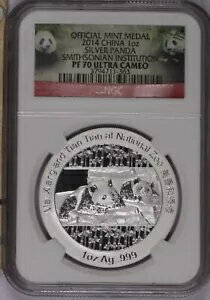 OFFICIAL MINT MEDAL
2014 CHINA 1oz
SILVER PANDA
SMITHSONIAN INSTITUTION
PF 70 ULTRA CAMEO
NGC
Mei Xiang and Tian Tian at National Zoo
1oz Ag .999